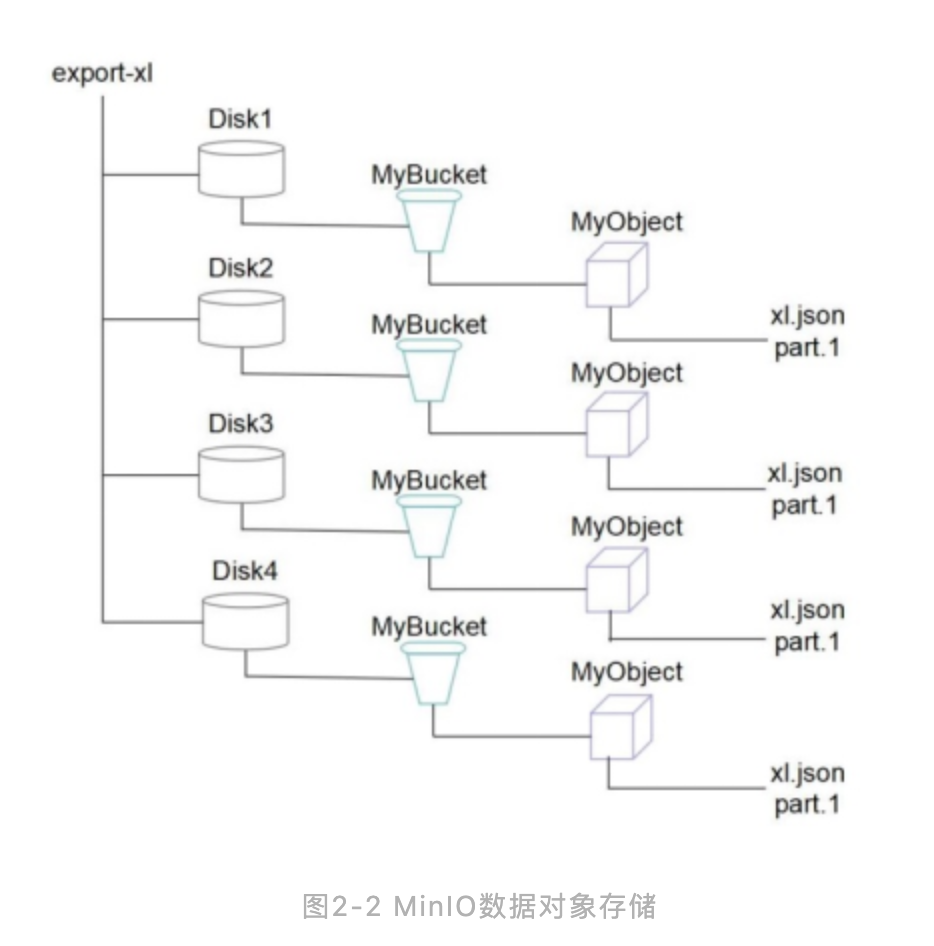 export-xl
Disk1
MyBucket
MyObject
xl.json
part.1
Disk2
MyBucket
MyObject
xl.json
part.1
Disk3
MyBucket
MyObject
xl.json
part.1
Disk4
MyBucket
MyObject
xl.json
part.1
图2-2 MinIO数据对象存储